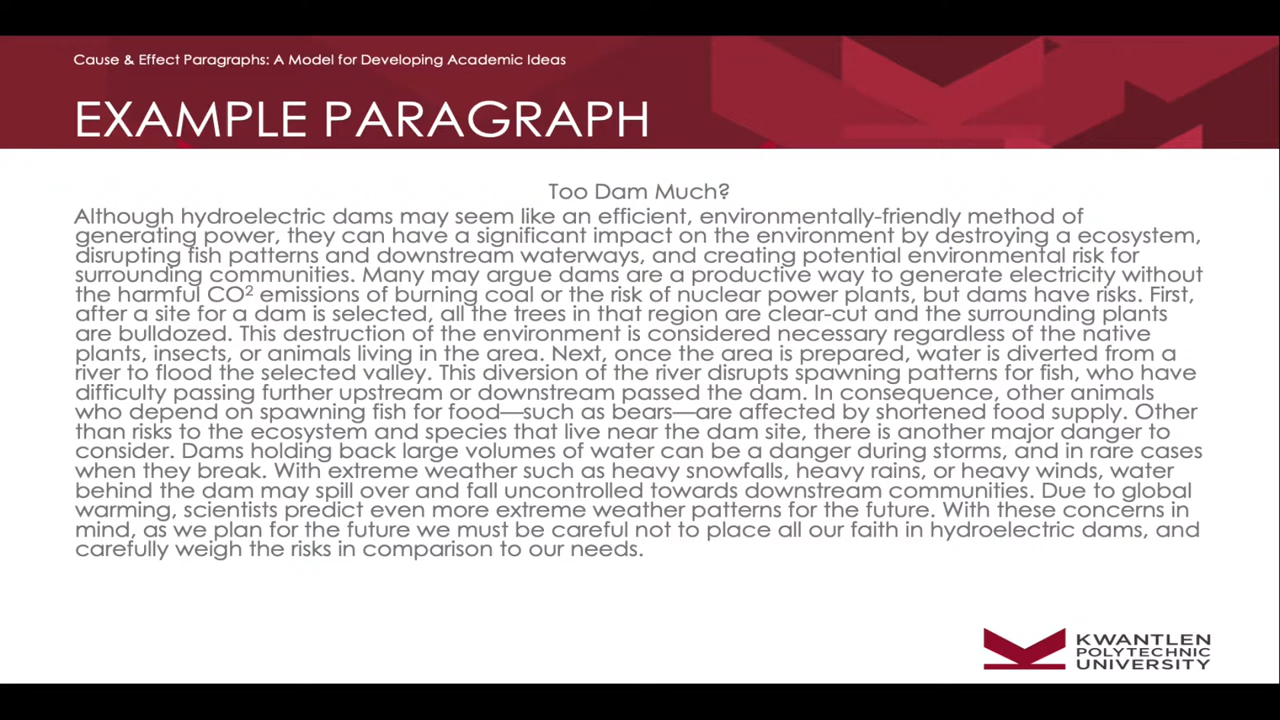 Cause & Effect Paragraphs: A Model for Developing Academic Ideas
EXAMPLE PARAGRAPH
Too Dam Much?
Although hydroelectric dams may seem like an efficient, environmentally-friendly method of
generating power, they can have a significant impact on the environment by destroying a ecosystem,
disrupting fish patterns and downstream waterways, and creating potential environmental risk for
surrounding communities. Many may argue dams are a productive way to generate electricity without
the harmful CO² emissions of burning coal or the risk of nuclear power plants, but dams have risks. First,
after a site for a dam is selected, all the trees in that region are clear-cut and the surrounding plants
are bulldozed. This destruction of the environment is considered necessary regardless of the native
plants, insects, or animals living in the area. Next, once the area is prepared, water is diverted from a
river to flood the selected valley. This diversion of the river disrupts spawning patterns for fish, who have
difficulty passing further upstream or downstream passed the dam. In consequence, other animals
who depend on spawning fish for food—such as bears—are affected by shortened food supply. Other
than risks to the ecosystem and species that live near the dam site, there is another major danger to
consider. Dams holding back large volumes of water can be a danger during storms, and in rare cases
when they break. With extreme weather such as heavy snowfalls, heavy rains, or heavy winds, water
behind the dam may spill over and fall uncontrolled towards downstream communities. Due to global
warming, scientists predict even more extreme weather patterns for the future. With these concerns in
mind, as we plan for the future we must be careful not to place all our faith in hydroelectric dams, and
carefully weigh the risks in comparison to our needs.
KWANTLEN
POLYTECHNIC
UNIVERSITY